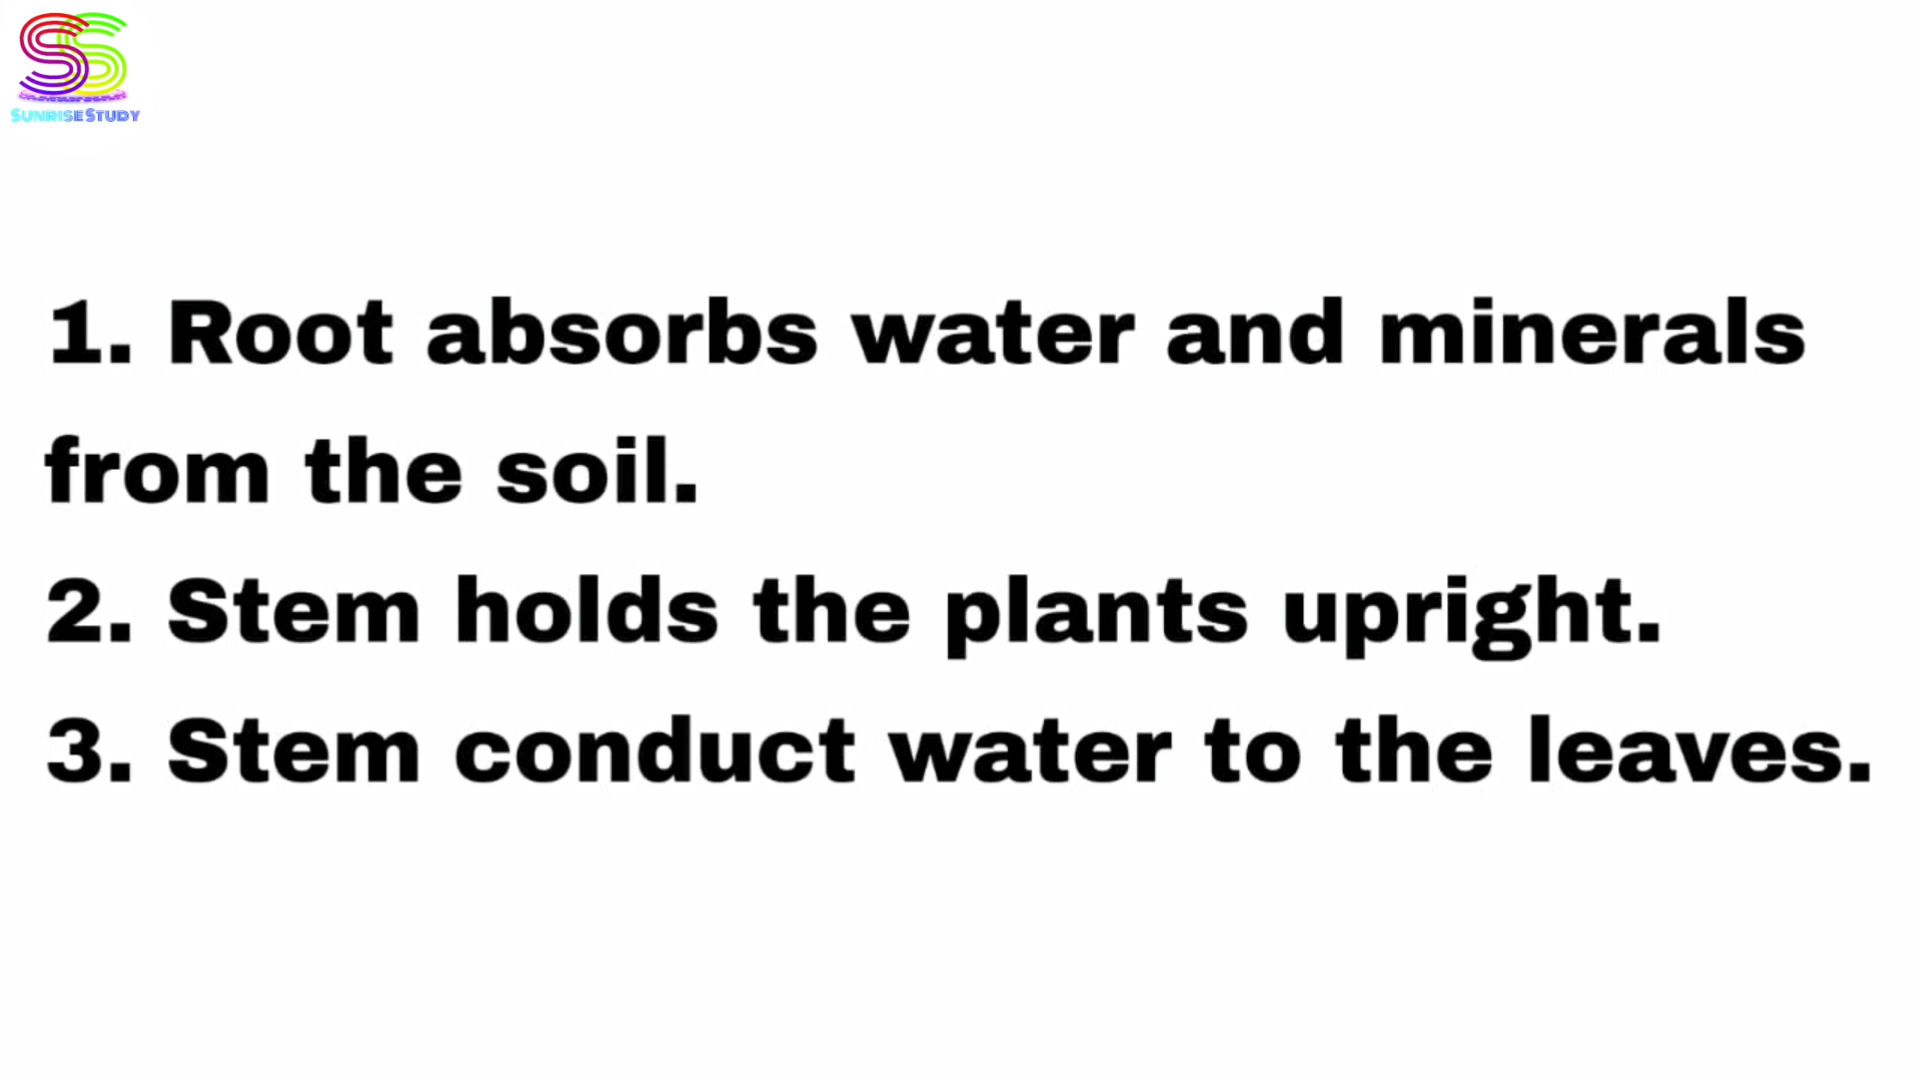 SUNRISE STUDY
1. Root absorbs water and minerals
from the soil.
2. Stem holds the plants upright.
3. Stem conduct water to the leaves.